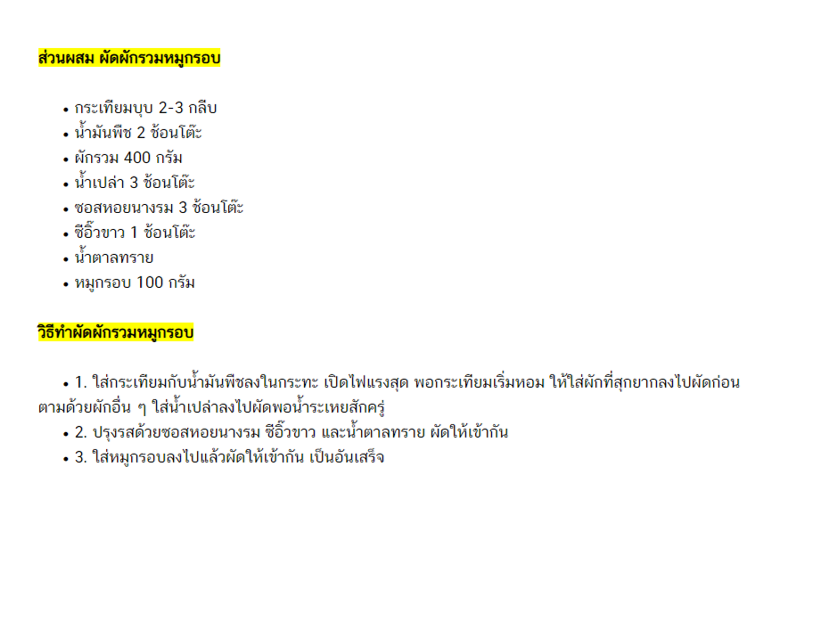 ส่วนผสม ผัดผักรวมหมูกรอบ
• กระเทียมบุบ 2-3 กลีบ
• น้ำมันพืช 2 ช้อนโต๊ะ
• ผักรวม 400 กรัม
• น้ำเปล่า 3 ช้อนโต๊ะ
• ซอสหอยนางรม 3 ช้อนโต๊ะ
• ซีอิ๊วขาว 1 ช้อนโต๊ะ
• น้ำตาลทราย
• หมูกรอบ 100 กรัม
วิธีทำผัดผักรวมหมูกรอบ
• 1. ใส่กระเทียมกับน้ำมันพืชลงในกระทะ เปิดไฟแรงสุด พอกระเทียมเริ่มหอม ให้ใส่ผักที่สุกยากลงไปผัดก่อน
ตามด้วยผักอื่น ๆ ใส่น้ำเปล่าลงไปผัดพอน้ำระเหยสักครู่
• 2. ปรุงรสด้วยซอสหอยนางรม ซีอิ๊วขาว และน้ำตาลทราย ผัดให้เข้ากัน
• 3. ใส่หมูกรอบลงไปแล้วผัดให้เข้ากัน เป็นอันเสร็จ